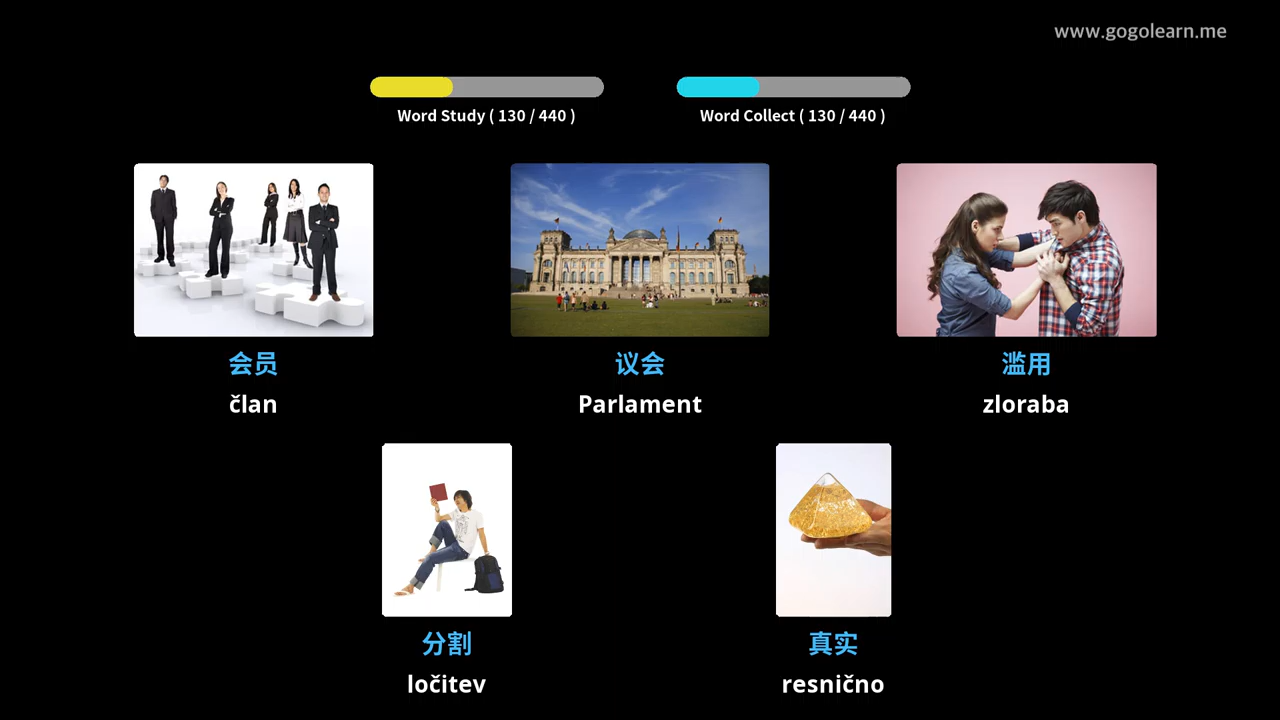 www.gogolearn.me
Word Study ( 130 / 440 )
Word Collect ( 130 / 440 )
会员
član
议会
Parlament
滥用
zloraba
分割
ločitev
真实
resnično